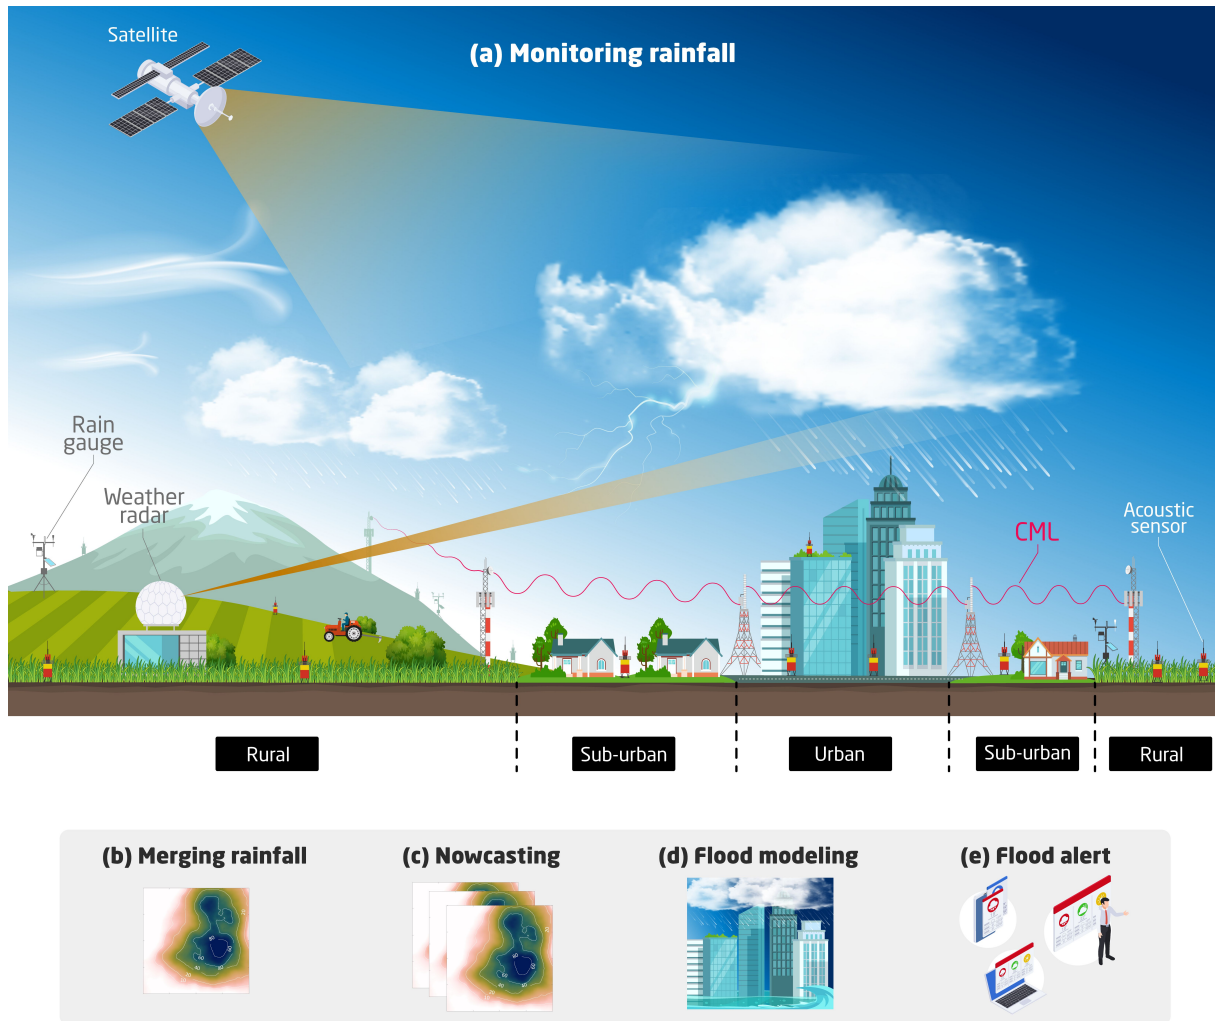 Satellite
(a) Monitoring rainfall
Rain
gauge
Weather
radar
Acoustic
sensor
CML
Rural
Sub-urban
Urban
Sub-urban
Rural
(b) Merging rainfall
(c) Nowcasting
(d) Flood modeling
(e) Flood alert